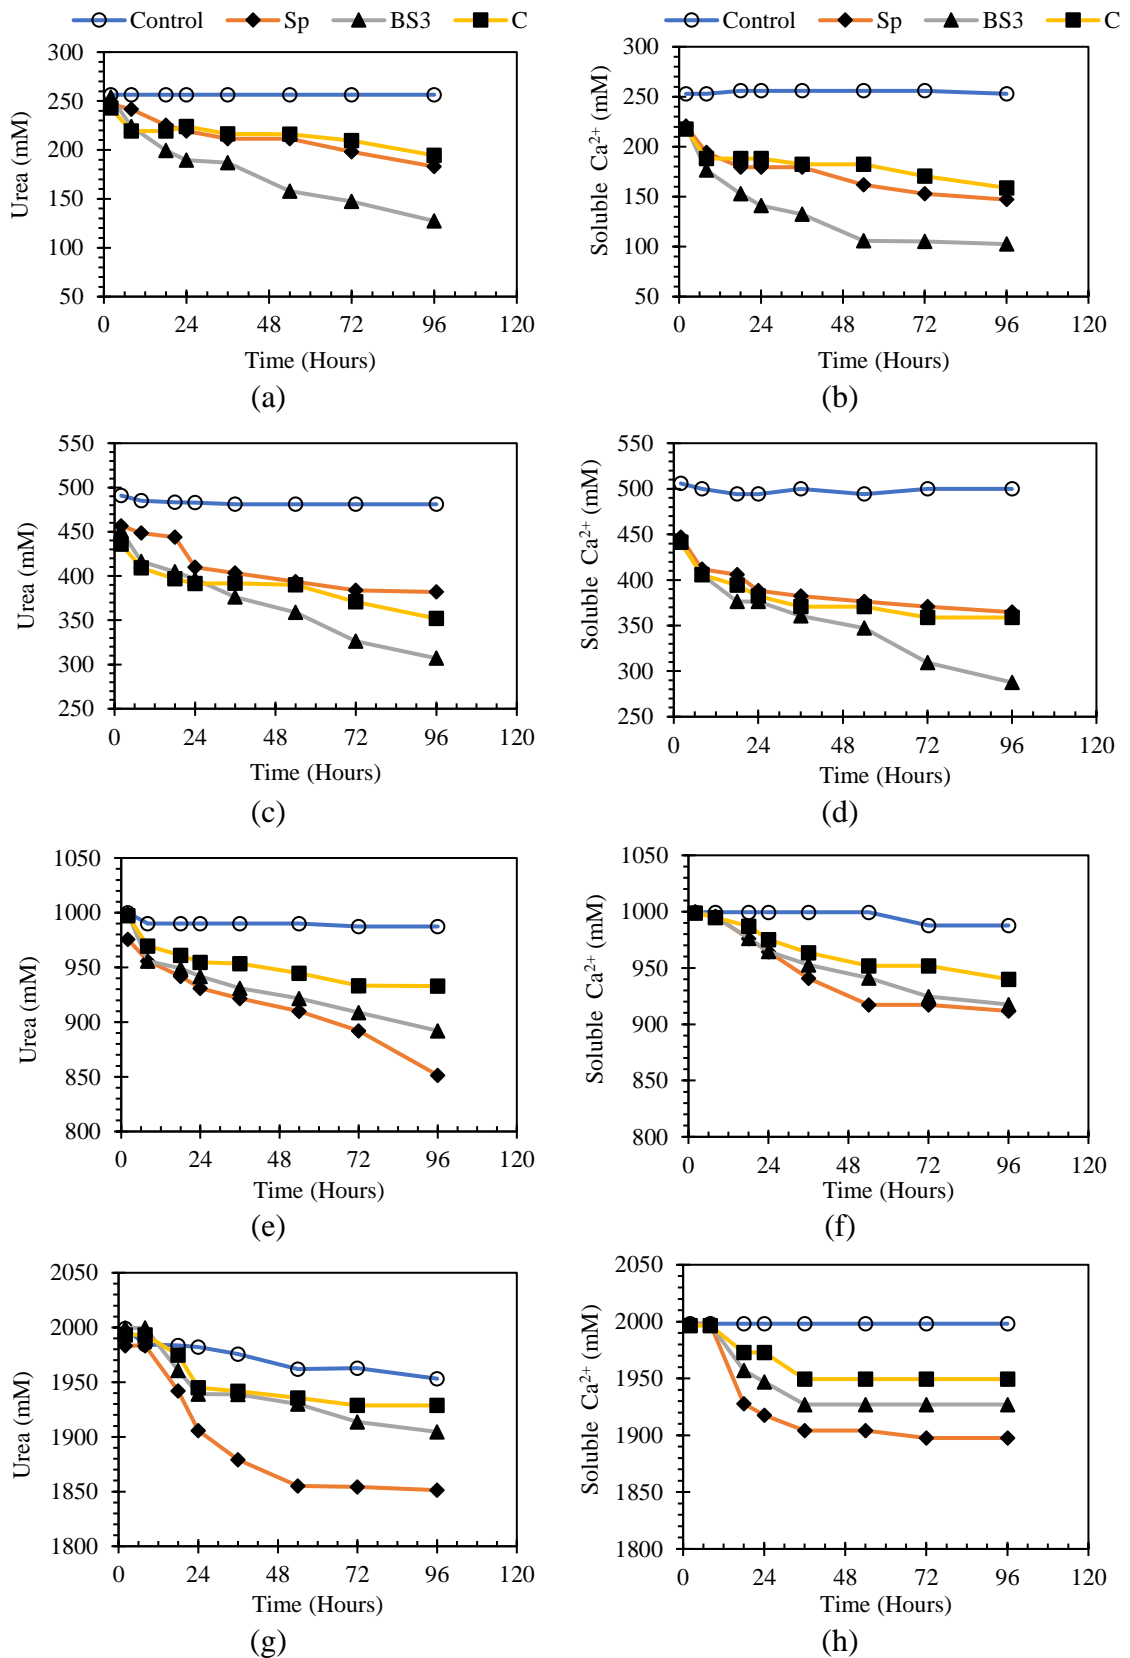 Control Sp BS3 C
Control Sp BS3 C
300
250
200
150
100
50
0 24 48 72 96 120
Urea (mM)
Time (Hours)
(a)
300
250
200
150
100
50
0 24 48 72 96 120
Soluble Ca²⁺ (mM)
Time (Hours)
(b)
550
500
450
400
350
300
250
0 24 48 72 96 120
Urea (mM)
Time (Hours)
(c)
550
500
450
400
350
300
250
0 24 48 72 96 120
Soluble Ca²⁺ (mM)
Time (Hours)
(d)
1050
1000
950
900
850
800
0 24 48 72 96 120
Urea (mM)
Time (Hours)
(e)
1050
1000
950
900
850
800
0 24 48 72 96 120
Soluble Ca²⁺ (mM)
Time (Hours)
(f)
2050
2000
1950
1900
1850
1800
0 24 48 72 96 120
Urea (mM)
Time (Hours)
(g)
2050
2000
1950
1900
1850
1800
0 24 48 72 96 120
Soluble Ca²⁺ (mM)
Time (Hours)
(h)